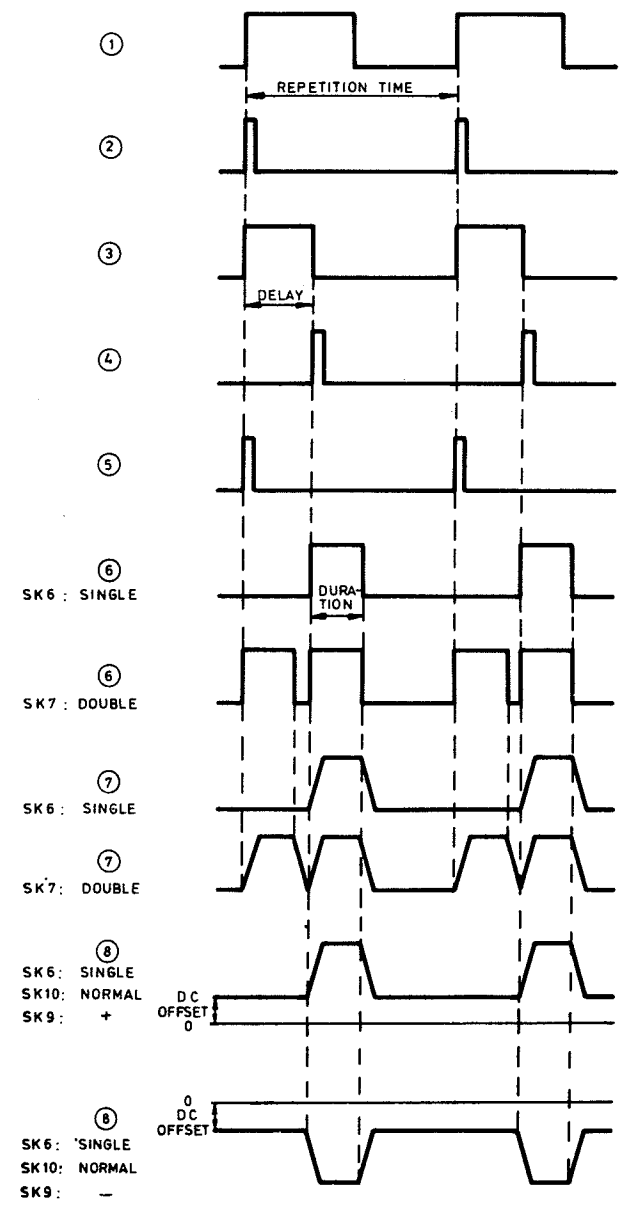 ①
REPETITION TIME
②
③
DELAY
④
⑤
⑥
SK6 : SINGLE
DURA-
TION
⑥
SK7 : DOUBLE
⑦
SK6 : SINGLE
⑦
SK7 : DOUBLE
⑧
SK6 : SINGLE
SK10 : NORMAL
SK9 : +
DC
OFFSET
0
0
DC
OFFSET
⑧
SK6 : SINGLE
SK10 : NORMAL
SK9 : —